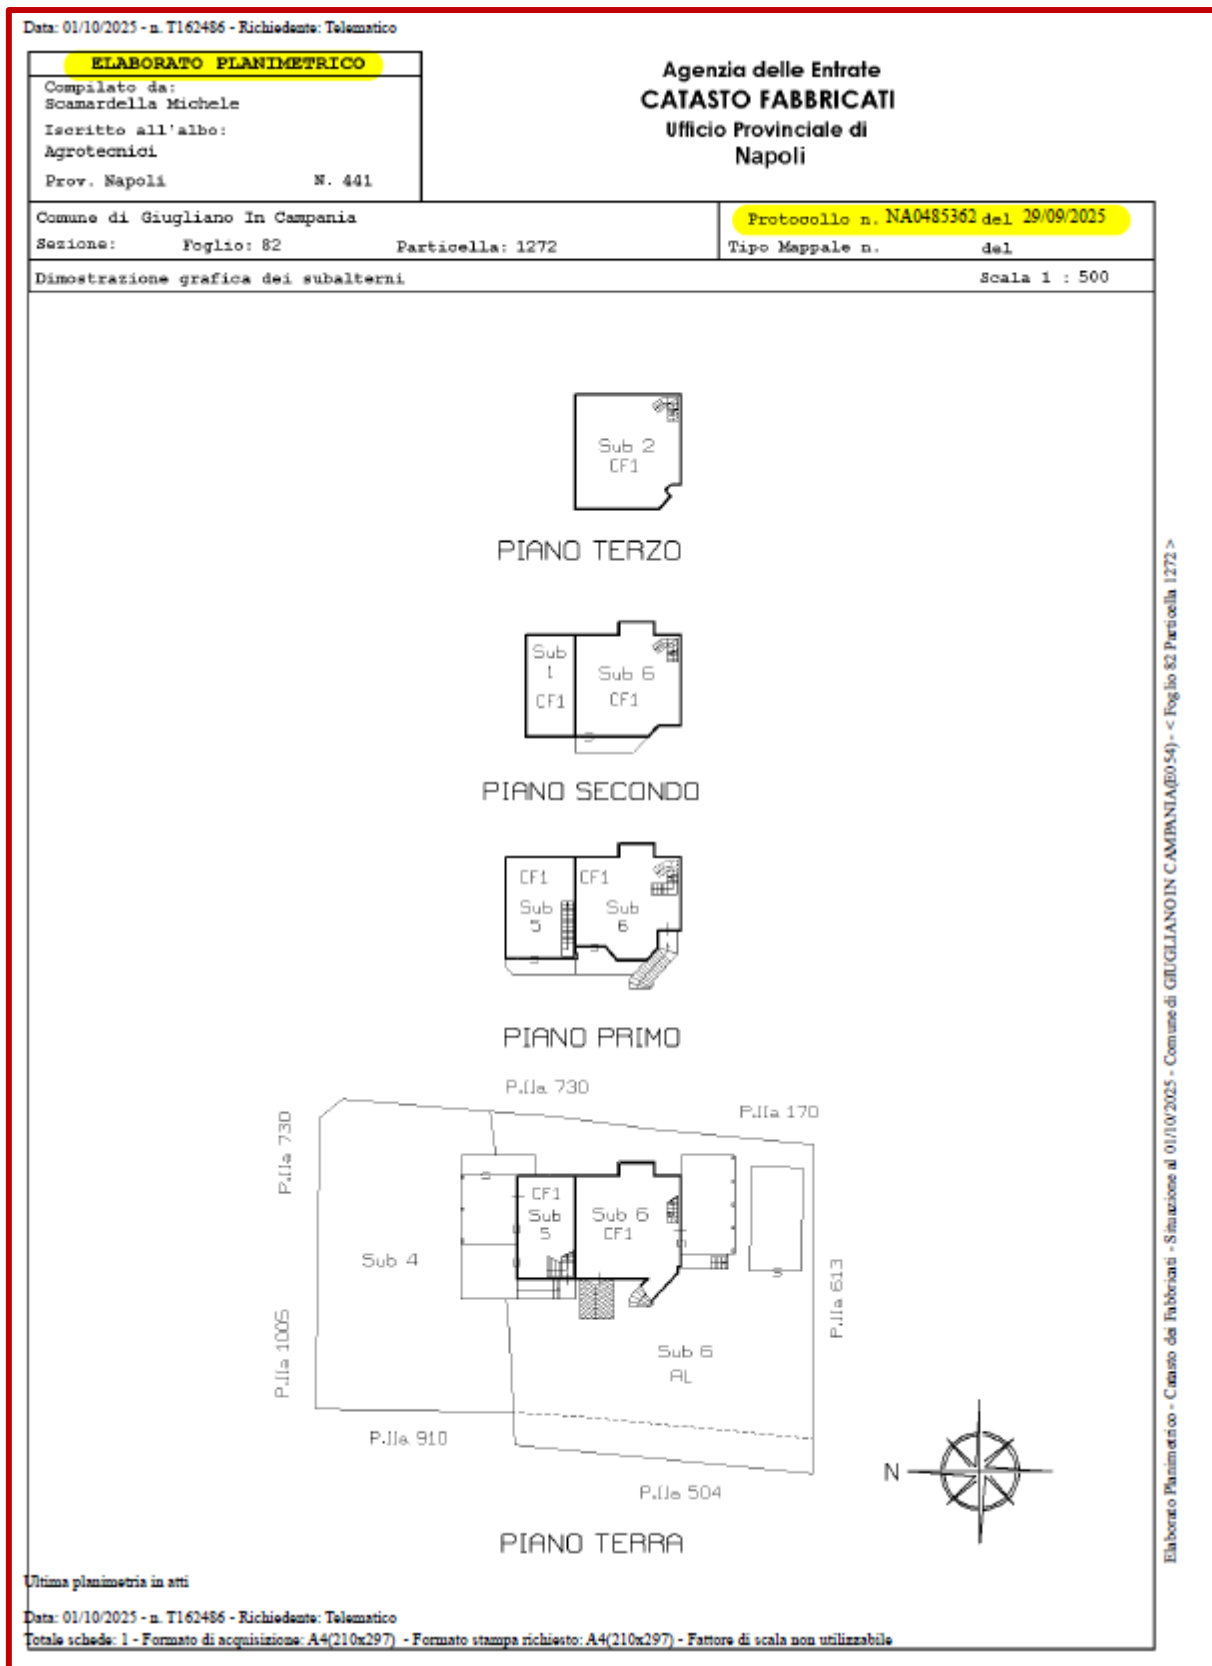 Data: 01/10/2025 - n. T162486 - Richiedente: Telematico
ELABORATO PLANIMETRICO
Compilato da:
Scamardella Michele
Iscritto all'albo:
Agrotecnici
Prov. Napoli N. 441
Agenzia delle Entrate
CATASTO FABBRICATI
Ufficio Provinciale di
Napoli
Comune di Giugliano In Campania
Sezione: Foglio: 82 Particella: 1272
Protocollo n. NA0485362 del 29/09/2025
Tipo Mappale n. del
Dimostrazione grafica dei subalterni Scala 1 : 500
Sub 2
CF1
PIANO TERZO
Sub
1
CF1
Sub 6
CF1
S
PIANO SECONDO
CF1
Sub
5
CF1
Sub
6
S
S
PIANO PRIMO
P.lla 730
P.lla 170
P.lla 730
S
CF1
Sub
5
Sub 6
CF1
S
S
S
S
Sub 4
P.lla 613
P.lla 1005
Sub 6
AL
P.lla 910
P.lla 504
N
PIANO TERRA
Ultima planimetria in atti
Data: 01/10/2025 - n. T162486 - Richiedente: Telematico
Totale schede: 1 - Formato di acquisizione: A4(210x297) - Formato stampa richiesto: A4(210x297) - Fattore di scala non utilizzabile
Elaborato Planimetrico - Catasto dei Fabbricati - Situazione al 01/10/2025 - Comune di GIUGLIANO IN CAMPANIA(E054) - < Foglio 82 Particella 1272 >